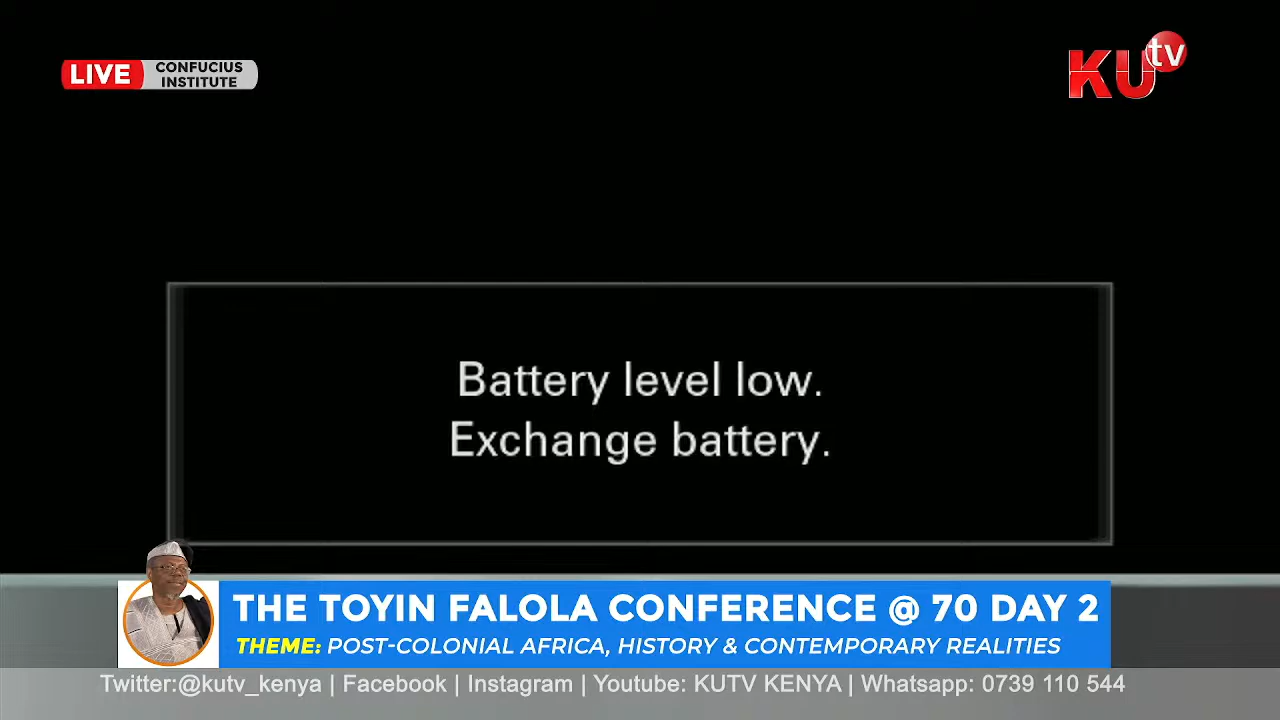 LIVE
CONFUCIUS
INSTITUTE
KU tv
Battery level low.
Exchange battery.
THE TOYIN FALOLA CONFERENCE @ 70 DAY 2
THEME: POST-COLONIAL AFRICA, HISTORY & CONTEMPORARY REALITIES
Twitter:@kutv_kenya | Facebook | Instagram | Youtube: KUTV KENYA | Whatsapp: 0739 110 544